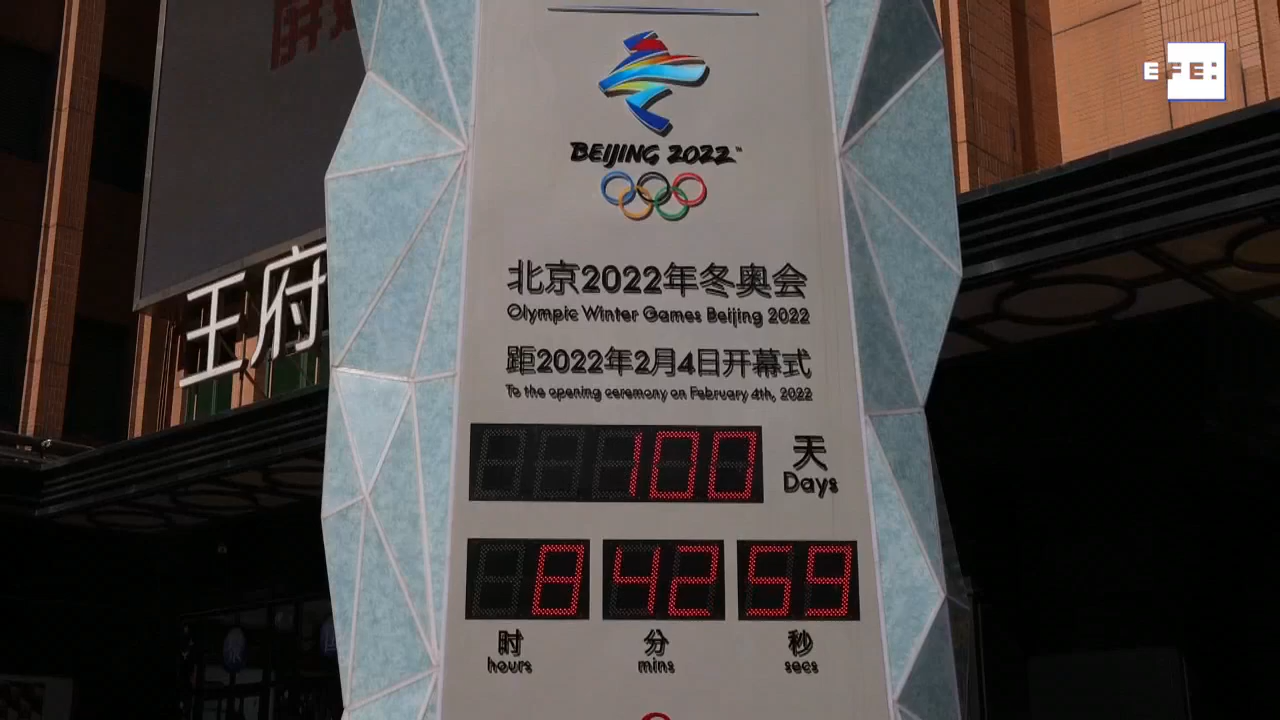 EFE:
BEIJING 2022™
北京2022年冬奥会
Olympic Winter Games Beijing 2022
王府
距2022年2月4日开幕式
To the opening ceremony on February 4th, 2022
100 天
Days
8 42 59
时 分 秒
hours mins secs